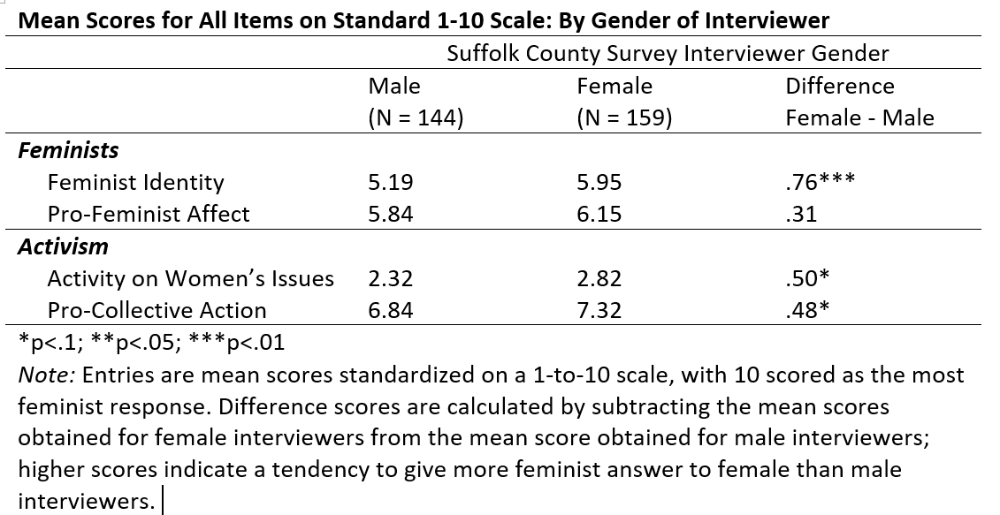 Mean Scores for All Items on Standard 1-10 Scale: By Gender of Interviewer
Suffolk County Survey Interviewer Gender
Male Female Difference
(N = 144) (N = 159) Female - Male
Feminists
Feminist Identity 5.19 5.95 .76***
Pro-Feminist Affect 5.84 6.15 .31
Activism
Activity on Women’s Issues 2.32 2.82 .50*
Pro-Collective Action 6.84 7.32 .48*
*p<.1; **p<.05; ***p<.01
Note: Entries are mean scores standardized on a 1-to-10 scale, with 10 scored as the most
feminist response. Difference scores are calculated by subtracting the mean scores
obtained for female interviewers from the mean score obtained for male interviewers;
higher scores indicate a tendency to give more feminist answer to female than male
interviewers.